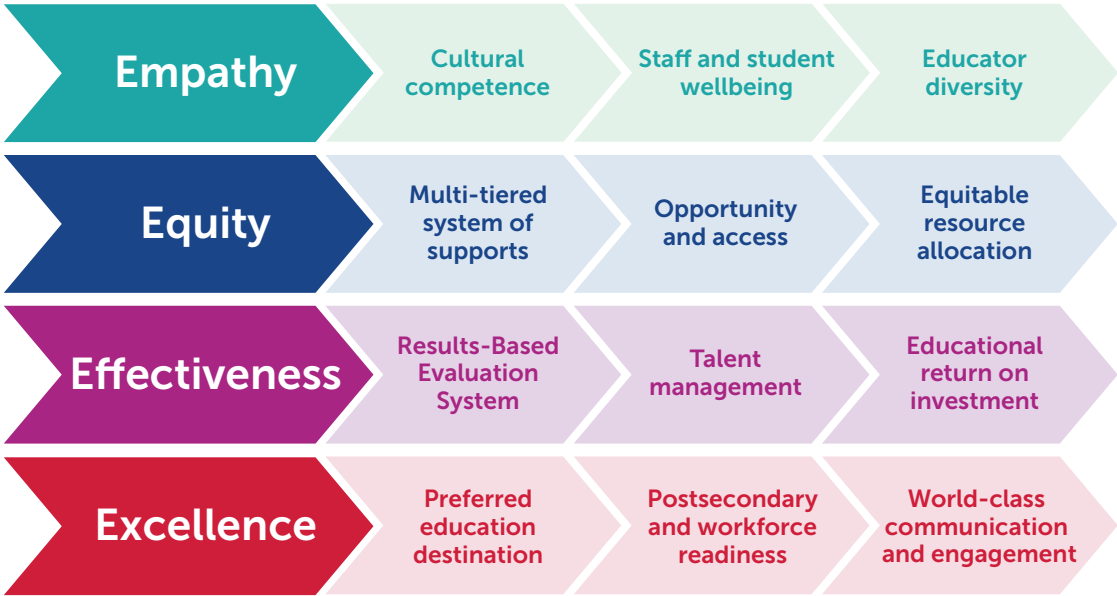 Empathy
Cultural
competence
Staff and student
wellbeing
Educator
diversity
Equity
Multi-tiered
system of
supports
Opportunity
and access
Equitable
resource
allocation
Effectiveness
Results-Based
Evaluation
System
Talent
management
Educational
return on
investment
Excellence
Preferred
education
destination
Postsecondary
and workforce
readiness
World-class
communication
and engagement